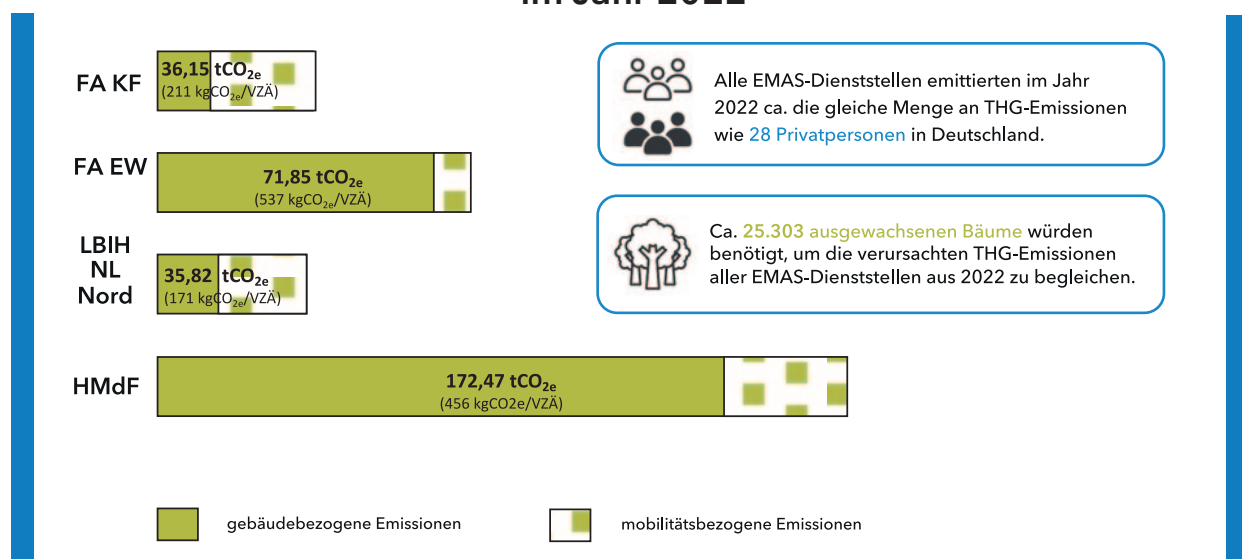 im Jahr 2022
FA KF
36,15 tCO2e
(211 kgCO2e/VZÄ)
FA EW
71,85 tCO2e
(537 kgCO2e/VZÄ)
LBIH
NL
Nord
35,82 tCO2e
(171 kgCO2e/VZÄ)
HMdF
172,47 tCO2e
(456 kgCO2e/VZÄ)
Alle EMAS-Dienststellen emittierten im Jahr
2022 ca. die gleiche Menge an THG-Emissionen
wie 28 Privatpersonen in Deutschland.
Ca. 25.303 ausgewachsenen Bäume würden
benötigt, um die verursachten THG-Emissionen
aller EMAS-Dienststellen aus 2022 zu begleichen.
gebäudebezogene Emissionen
mobilitätsbezogene Emissionen